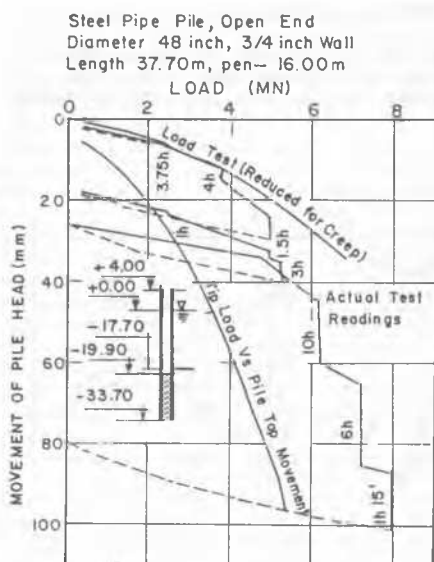 Steel Pipe Pile, Open End
Diameter 48 inch, 3/4 inch Wall
Length 37.70m, pen- 16.00m
LOAD (MN)
0 2 4 6 8
0
20
40
60
80
100
MOVEMENT OF PILE HEAD (mm)
Load Test (Reduced for Creep)
3.75h
4h
1h
1.5h
3h
Actual Test
Readings
10h
6h
1h 15'
Tip Load Vs Pile Top Movement
+4.00
+0.00
-17.70
-19.90
-33.70